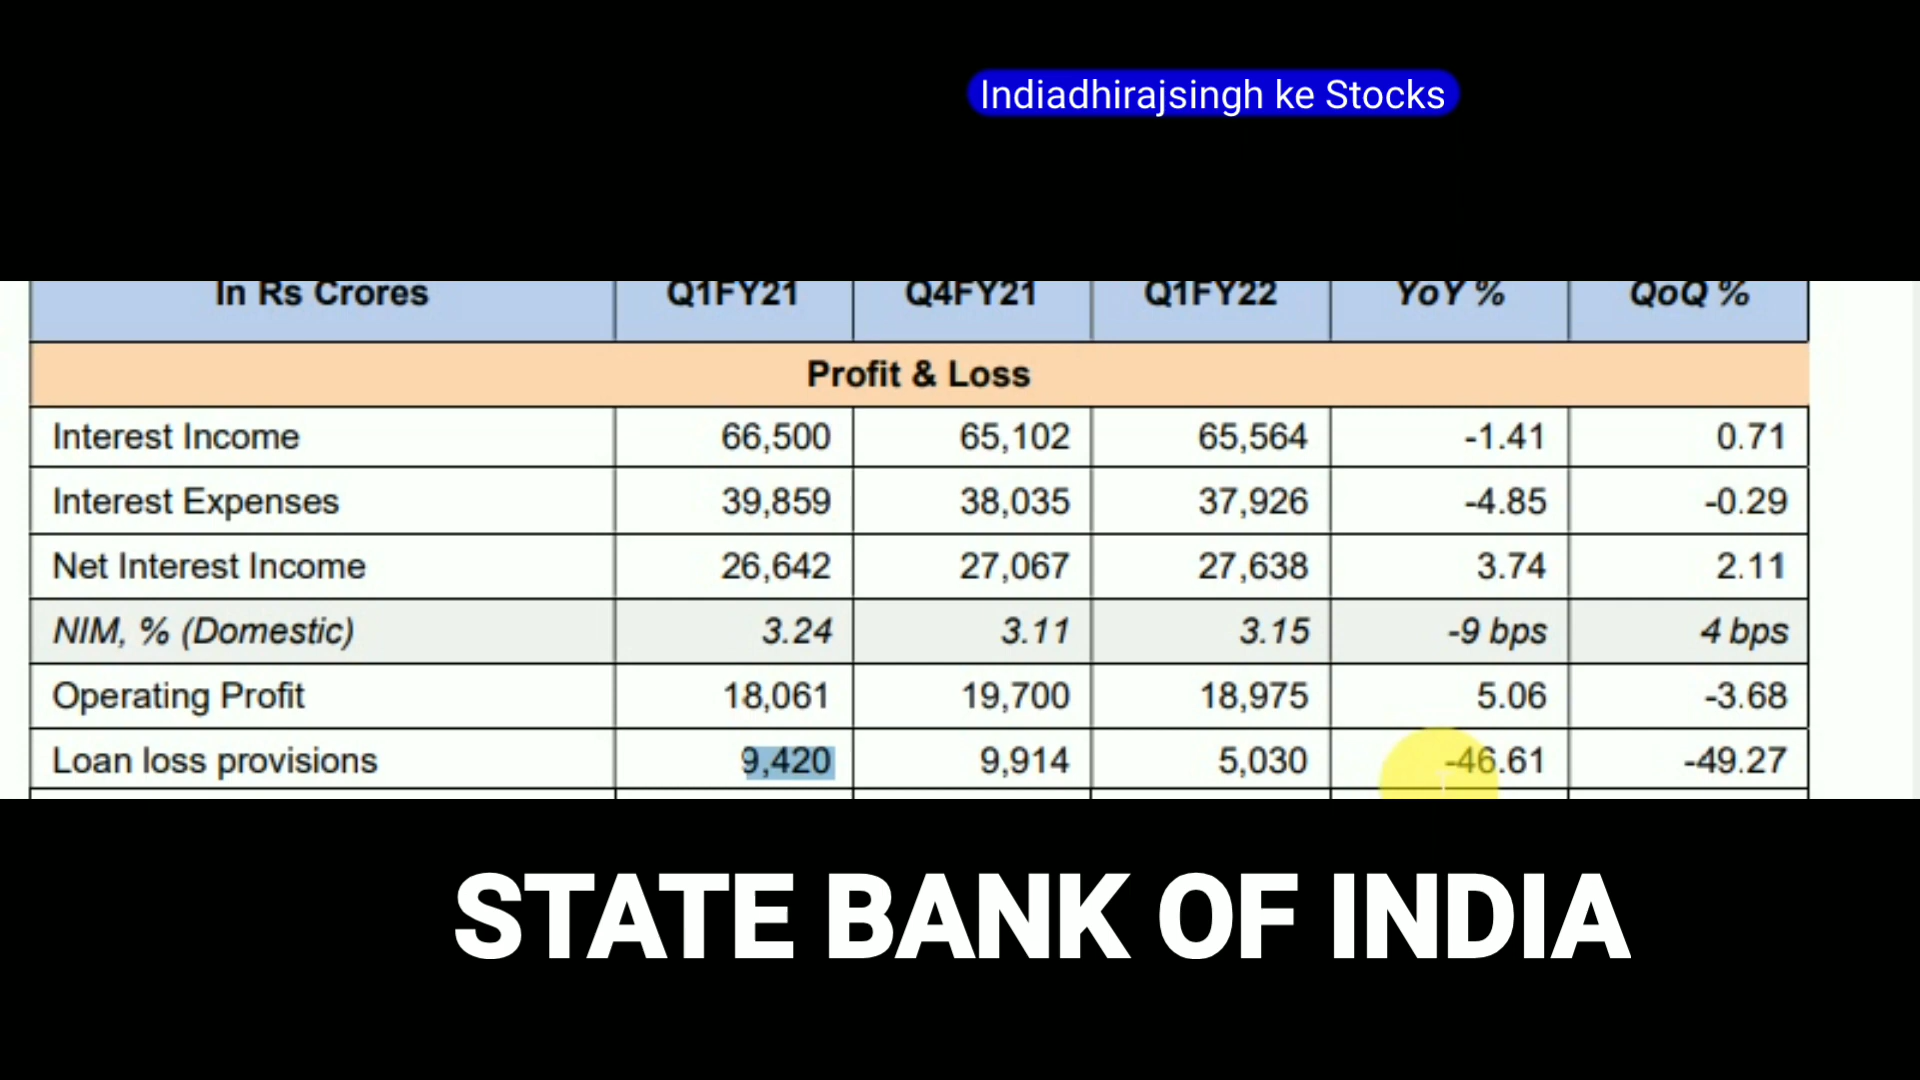 Indiadhirajsingh ke Stocks
In Rs Crores Q1FY21 Q4FY21 Q1FY22 YoY % QoQ %
Profit & Loss
Interest Income 66,500 65,102 65,564 -1.41 0.71
Interest Expenses 39,859 38,035 37,926 -4.85 -0.29
Net Interest Income 26,642 27,067 27,638 3.74 2.11
NIM, % (Domestic) 3.24 3.11 3.15 -9 bps 4 bps
Operating Profit 18,061 19,700 18,975 5.06 -3.68
Loan loss provisions 9,420 9,914 5,030 -46.61 -49.27
STATE BANK OF INDIA